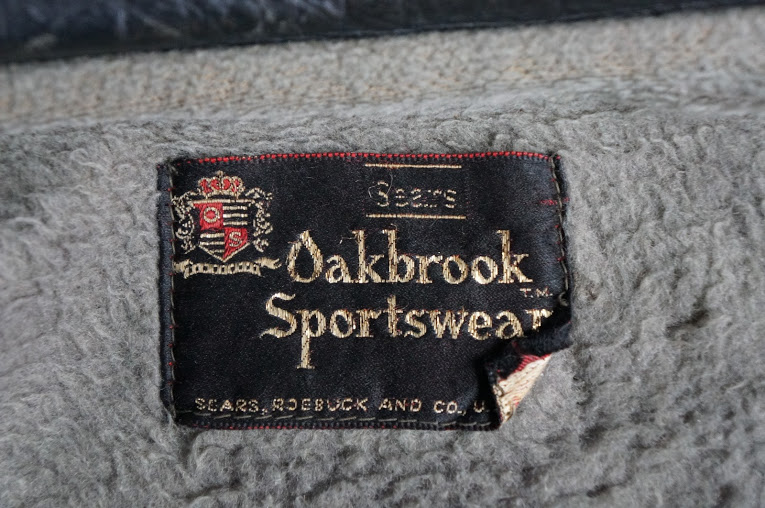 Sears
O
S
Oakbrook
T.M.
Sportswear
SEARS, ROEBUCK AND CO., U.